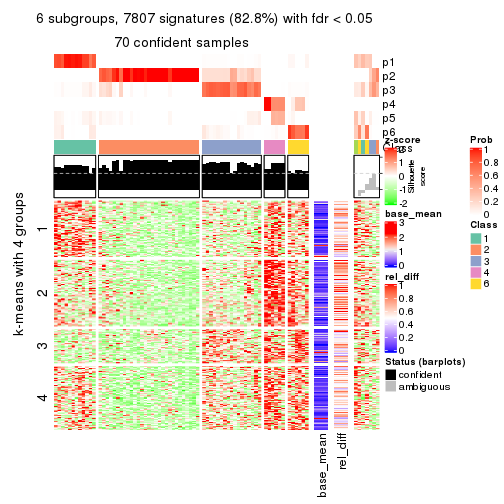 6 subgroups, 7807 signatures (82.8%) with fdr < 0.05
70 confident samples
p1
p2
p3
p4
p5
p6
Class
Silhouette
score
1
2
3
4
k-means with 4 groups
base_mean
rel_diff
z-score
2
1
0
-1
-2
base_mean
3
2
1
0
rel_diff
1
0.8
0.6
0.4
0.2
0
Status (barplots)
confident
ambiguous
Prob
1
0.8
0.6
0.4
0.2
0
Class
1
2
3
4
6